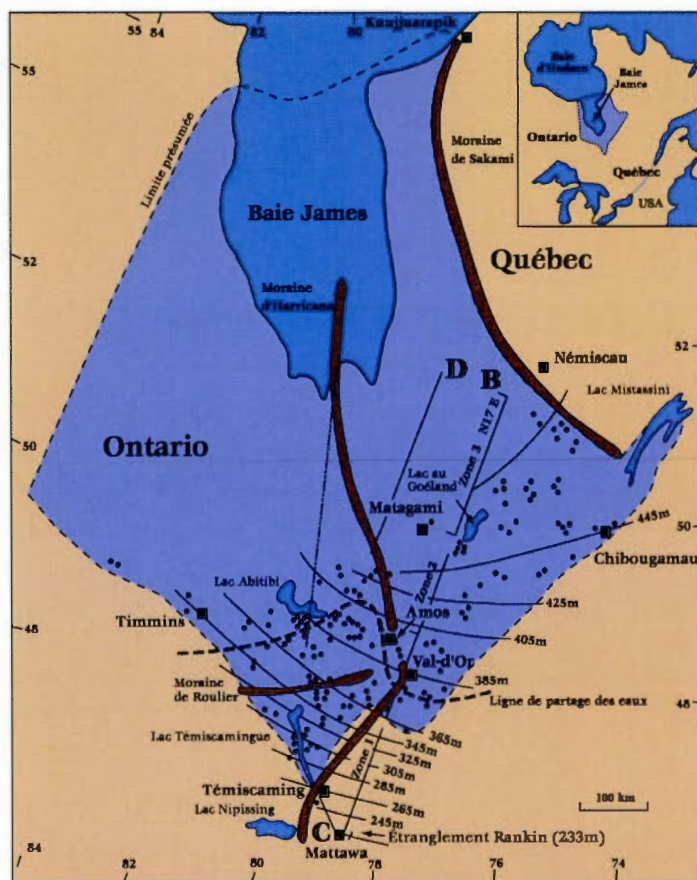 55
84
82
80
Kuujjuarapik
55
Limite présumée
Moraine
de Sakami
Baie
d'Hudson
Baie
James
Ontario
Québec
USA
Baie James
52
Moraine
d'Harricana
Québec
52
Némiscau
Lac Mistassini
D
B
N17 E
Zone 3
50
Ontario
Lac au
Goéland
Matagami
50
445m
Chibougamau
Zone 2
Lac Abitibi
425m
Timmins
Amos
405m
48
Val-d'Or
385m
Moraine
de Roulier
Ligne de partage des eaux
48
365m
Lac Témiscamingue
345m
325m
Zone 1
305m
285m
Témiscaming
265m
100 km
Lac Nipissing
245m
C
Étranglement Rankin (233m)
Mattawa
84
82
80
78
76
74
72